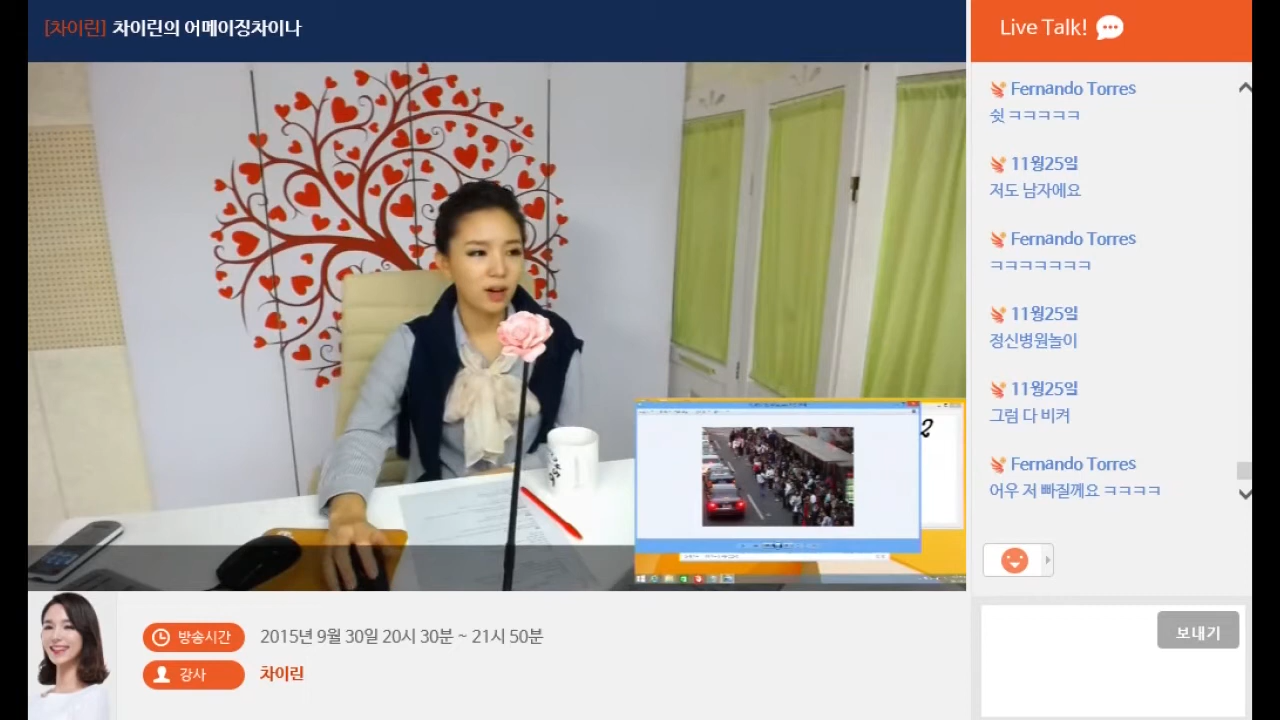 [차이린] 차이린의 어메이징차이나
Live Talk!
Fernando Torres
쉿 ㅋㅋㅋㅋㅋ
11월25일
저도 남자에요
Fernando Torres
ㅋㅋㅋㅋㅋㅋㅋ
11월25일
정신병원놀이
11월25일
그럼 다 비켜
Fernando Torres
어우 저 빠질께요 ㅋㅋㅋㅋ
2
방송시간 2015년 9월 30일 20시 30분 ~ 21시 50분
강사 차이린
보내기